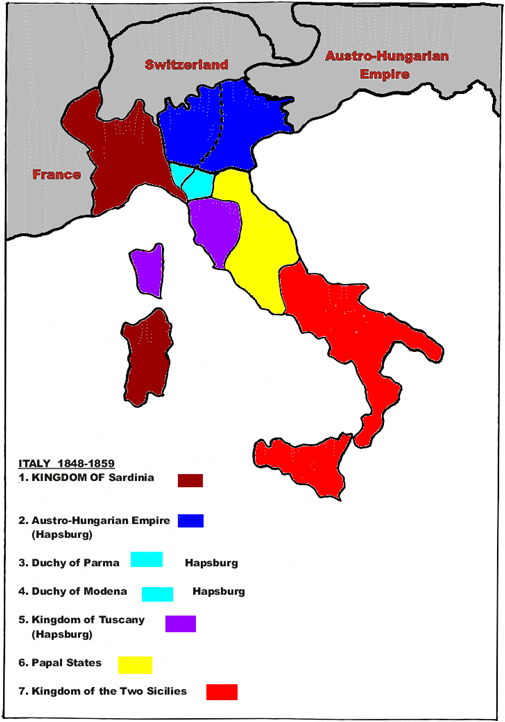 Switzerland
Austro-Hungarian
Empire
France
ITALY 1848-1859
1. KINGDOM OF Sardinia
2. Austro-Hungarian Empire
(Hapsburg)
3. Duchy of Parma Hapsburg
4. Duchy of Modena Hapsburg
5. Kingdom of Tuscany
(Hapsburg)
6. Papal States
7. Kingdom of the Two Sicilies